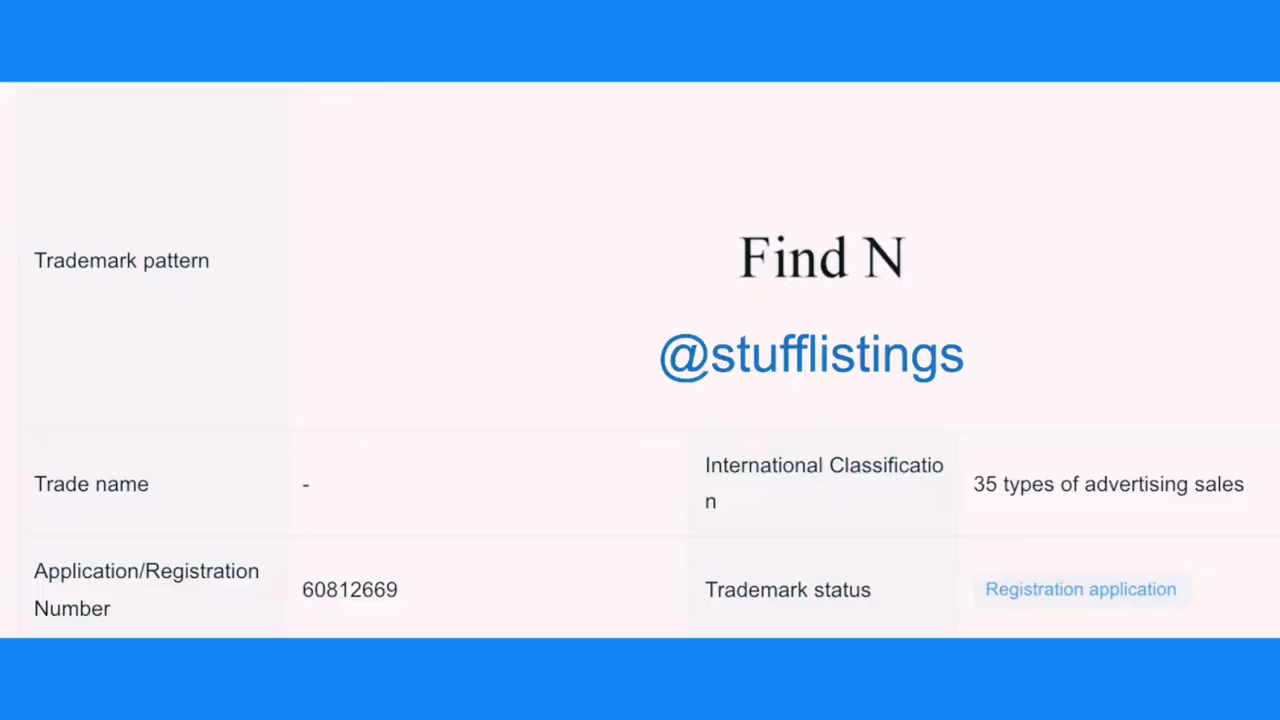 Trademark pattern
Find N
@stufflistings
Trade name
-
International Classificatio
n
35 types of advertising sales
Application/Registration
Number
60812669
Trademark status
Registration application